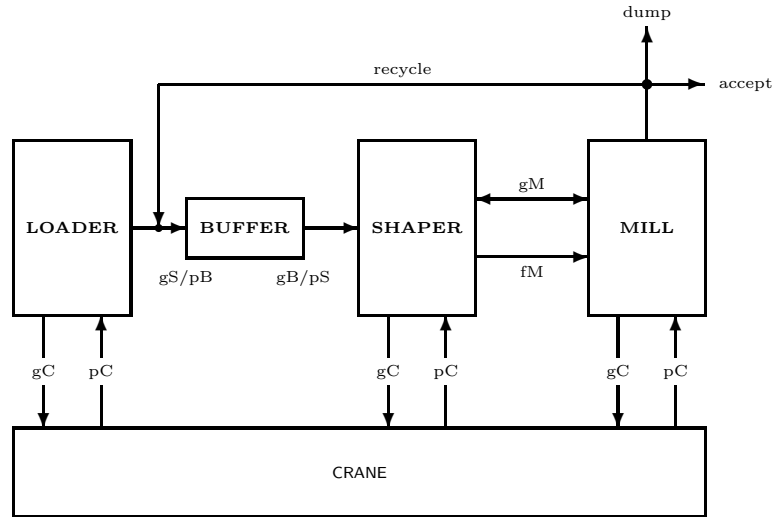 dump
recycle
accept
gM
LOADER
BUFFER
SHAPER
MILL
gS/pB
gB/pS
fM
gC
pC
gC
pC
gC
pC
CRANE